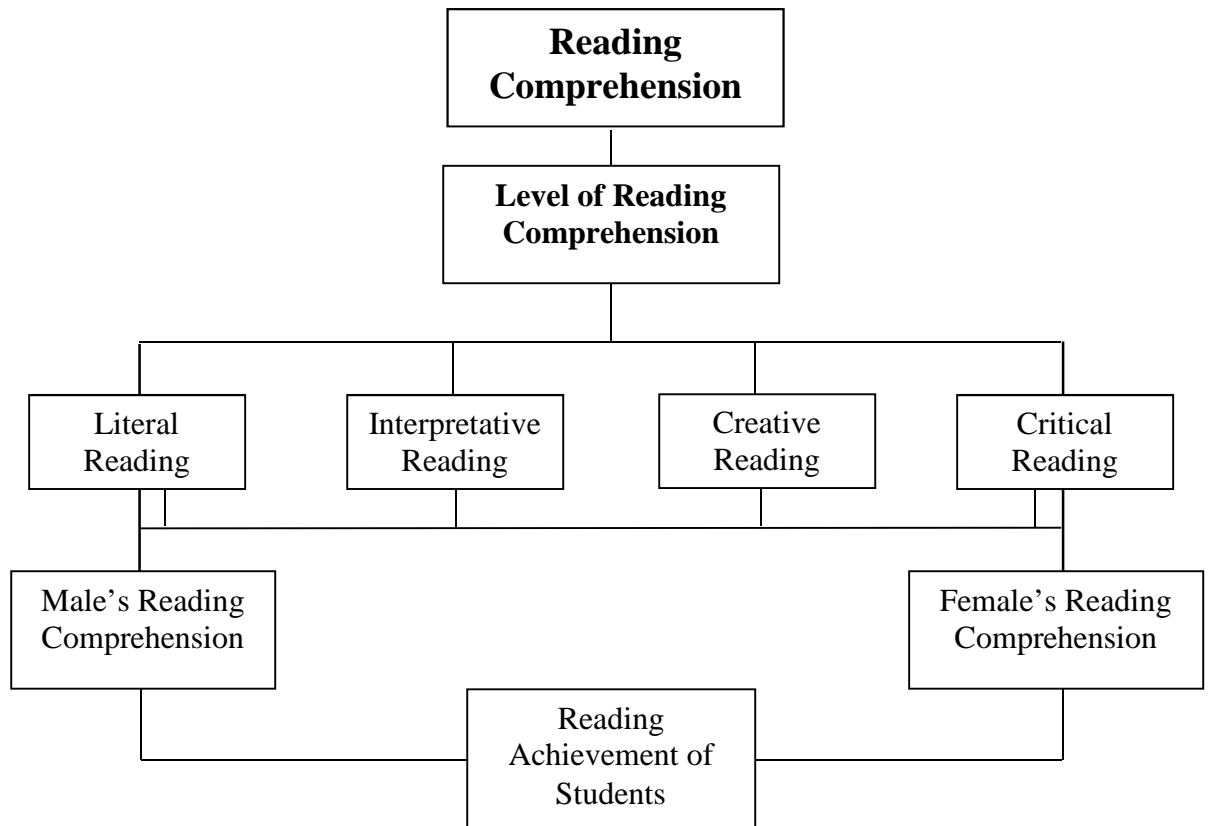 Reading
Comprehension
Level of Reading
Comprehension
Literal
Reading
Interpretative
Reading
Creative
Reading
Critical
Reading
Male’s Reading
Comprehension
Female’s Reading
Comprehension
Reading
Achievement of
Students